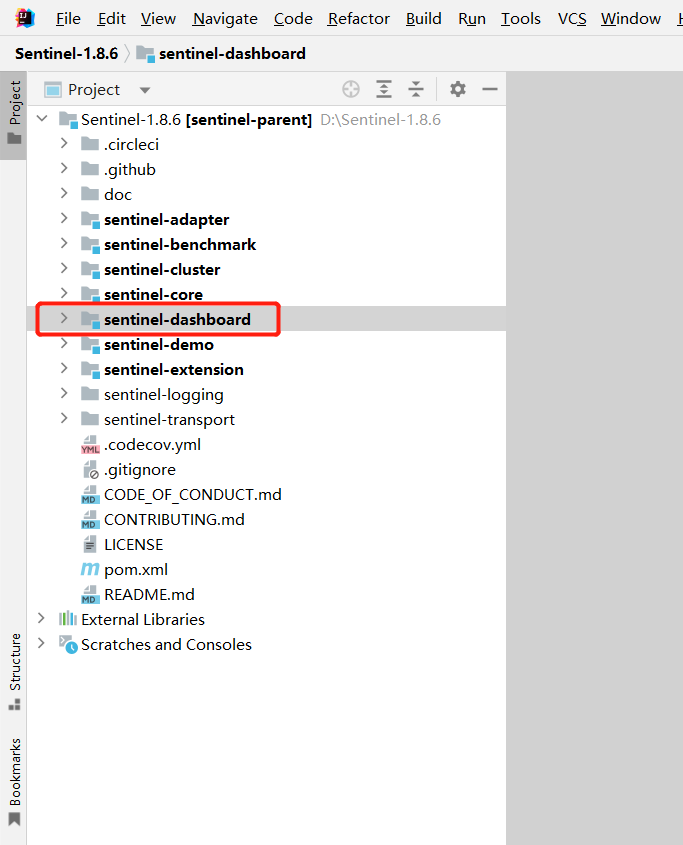 File Edit View Navigate Code Refactor Build Run Tools VCS Window
Sentinel-1.8.6 sentinel-dashboard
Project
Project
Sentinel-1.8.6 [sentinel-parent] D:\Sentinel-1.8.6
.circleci
.github
doc
sentinel-adapter
sentinel-benchmark
sentinel-cluster
sentinel-core
sentinel-dashboard
sentinel-demo
sentinel-extension
sentinel-logging
sentinel-transport
.codecov.yml
.gitignore
CODE_OF_CONDUCT.md
CONTRIBUTING.md
LICENSE
pom.xml
README.md
External Libraries
Scratches and Consoles
Structure
Bookmarks